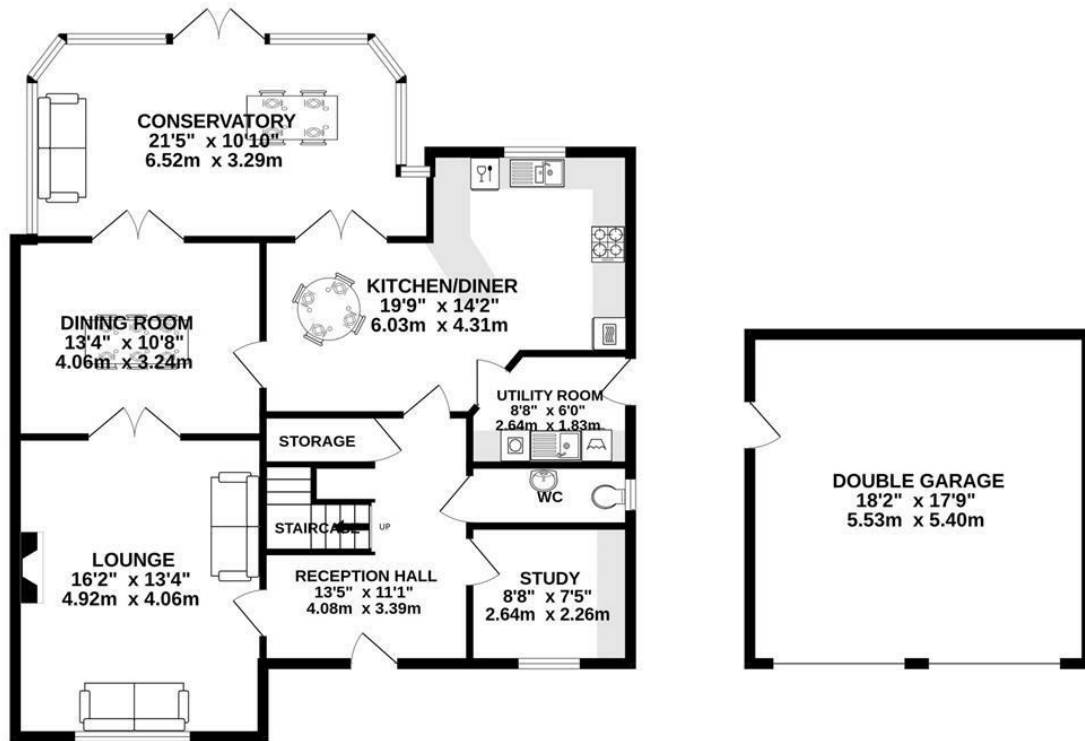 CONSERVATORY
21'5" x 10'10"
6.52m x 3.29m
KITCHEN/DINER
19'9" x 14'2"
6.03m x 4.31m
DINING ROOM
13'4" x 10'8"
4.06m x 3.24m
UTILITY ROOM
8'8" x 6'0"
2.64m x 1.83m
STORAGE
WC
STAIRCASE
UP
LOUNGE
16'2" x 13'4"
4.92m x 4.06m
RECEPTION HALL
13'5" x 11'1"
4.08m x 3.39m
STUDY
8'8" x 7'5"
2.64m x 2.26m
DOUBLE GARAGE
18'2" x 17'9"
5.53m x 5.40m